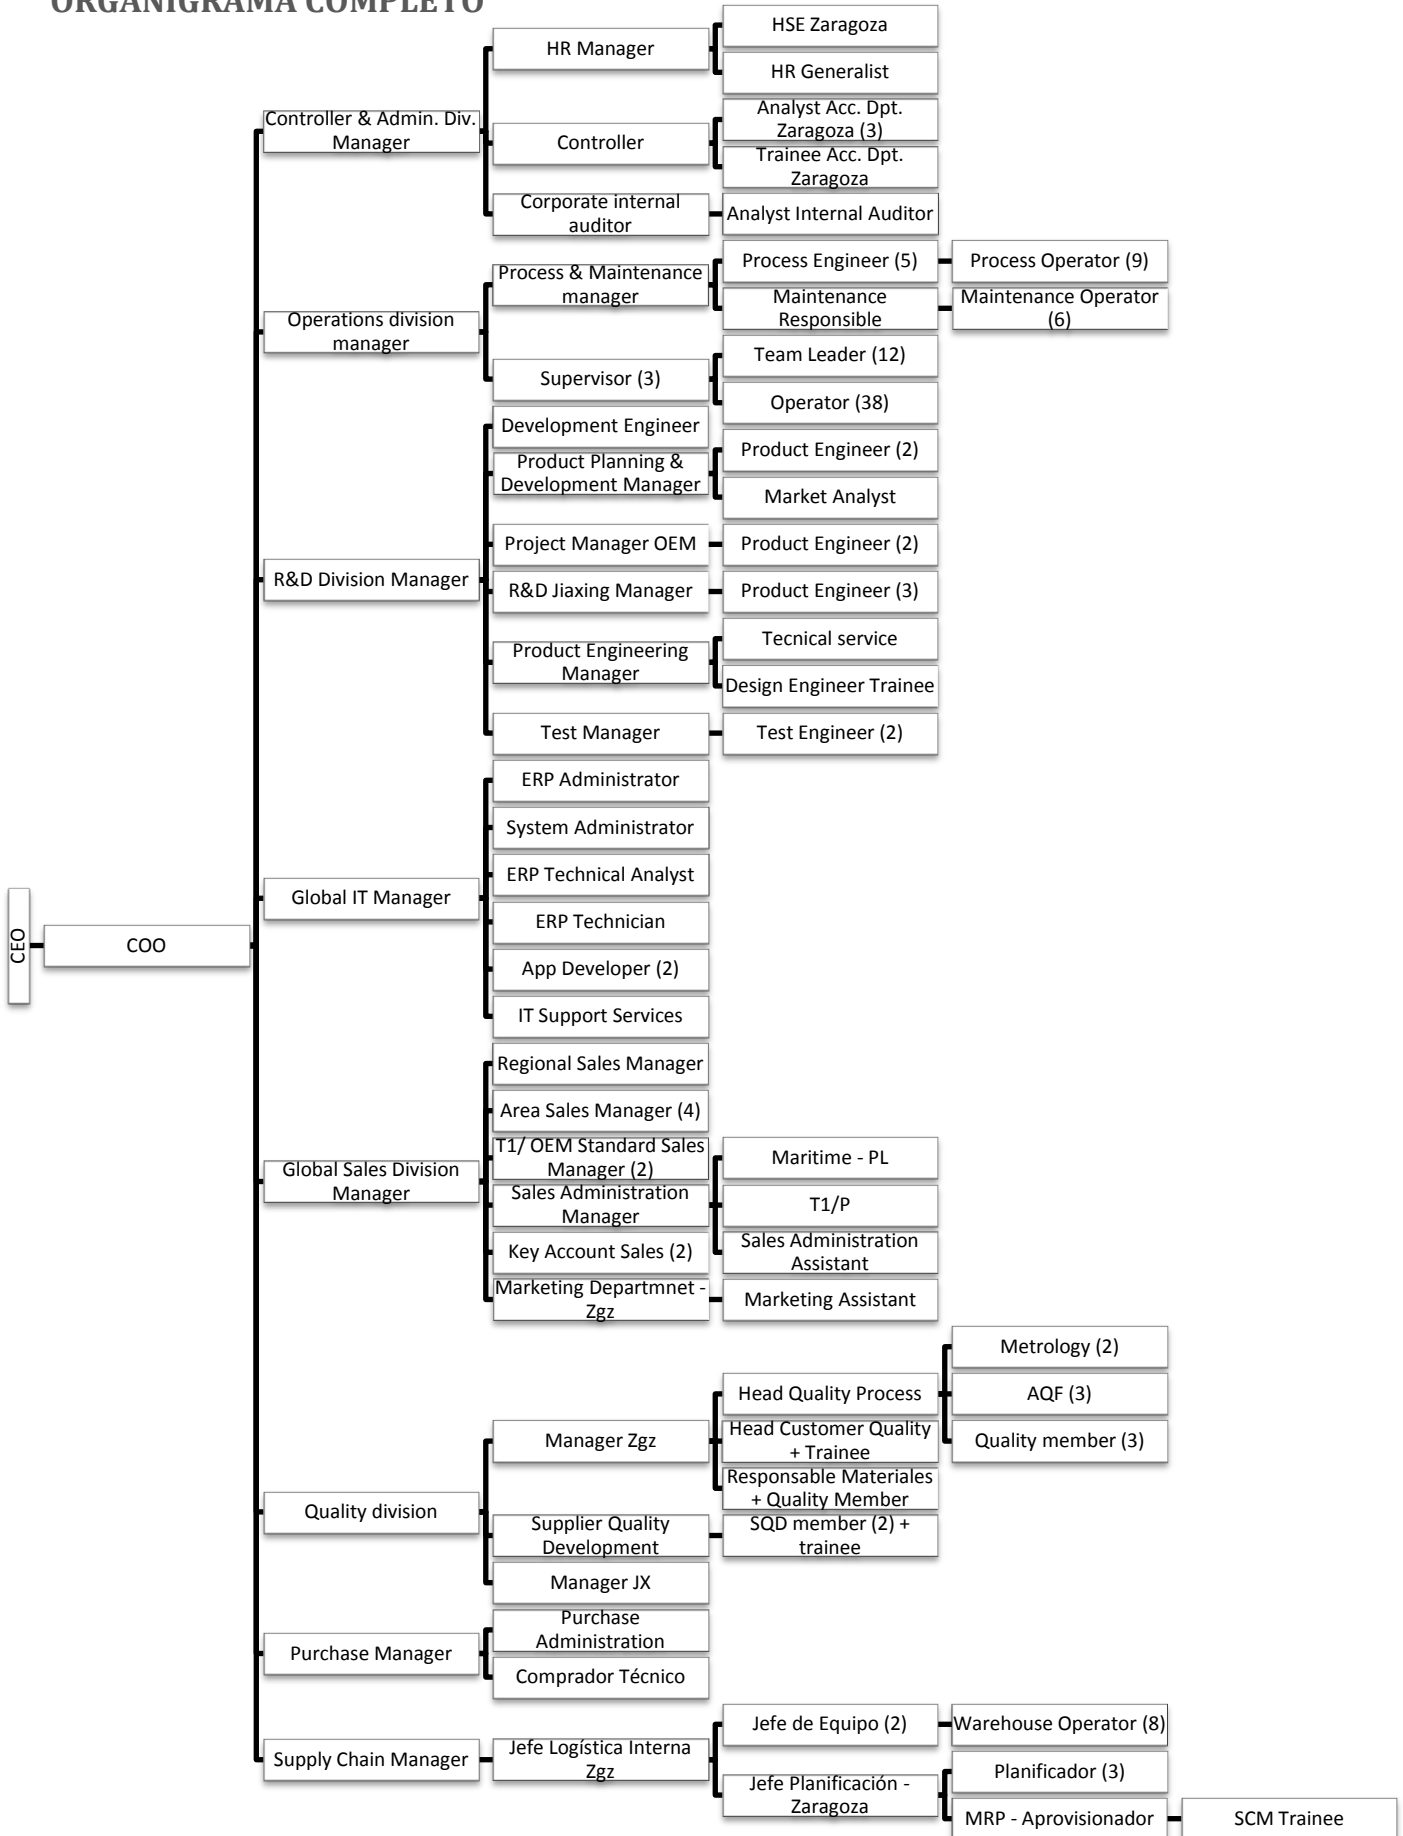 ORGANIGRAMA COMPLETO
HR Manager
HSE Zaragoza
HR Generalist
Controller & Admin. Div.
Manager
Controller
Analyst Acc. Dpt.
Zaragoza (3)
Trainee Acc. Dpt.
Zaragoza
Corporate internal
auditor
Analyst Internal Auditor
Operations division
manager
Process & Maintenance
manager
Process Engineer (5)
Process Operator (9)
Maintenance
Responsible
Maintenance Operator
(6)
Supervisor (3)
Team Leader (12)
Operator (38)
R&D Division Manager
Development Engineer
Product Planning &
Development Manager
Product Engineer (2)
Market Analyst
Project Manager OEM
Product Engineer (2)
R&D Jiaxing Manager
Product Engineer (3)
Product Engineering
Manager
Tecnical service
Design Engineer Trainee
Test Manager
Test Engineer (2)
Global IT Manager
ERP Administrator
System Administrator
ERP Technical Analyst
ERP Technician
App Developer (2)
IT Support Services
CEO
COO
Global Sales Division
Manager
Regional Sales Manager
Area Sales Manager (4)
T1/ OEM Standard Sales
Manager (2)
Sales Administration
Manager
Maritime - PL
T1/P
Sales Administration
Assistant
Key Account Sales (2)
Marketing Departmnet -
Zgz
Marketing Assistant
Quality division
Manager Zgz
Head Quality Process
Metrology (2)
AQF (3)
Quality member (3)
Head Customer Quality
+ Trainee
Responsable Materiales
+ Quality Member
Supplier Quality
Development
SQD member (2) +
trainee
Manager JX
Purchase Manager
Purchase
Administration
Comprador Técnico
Supply Chain Manager
Jefe Logística Interna
Zgz
Jefe de Equipo (2)
Warehouse Operator (8)
Jefe Planificación -
Zaragoza
Planificador (3)
MRP - Aprovisionador
SCM Trainee